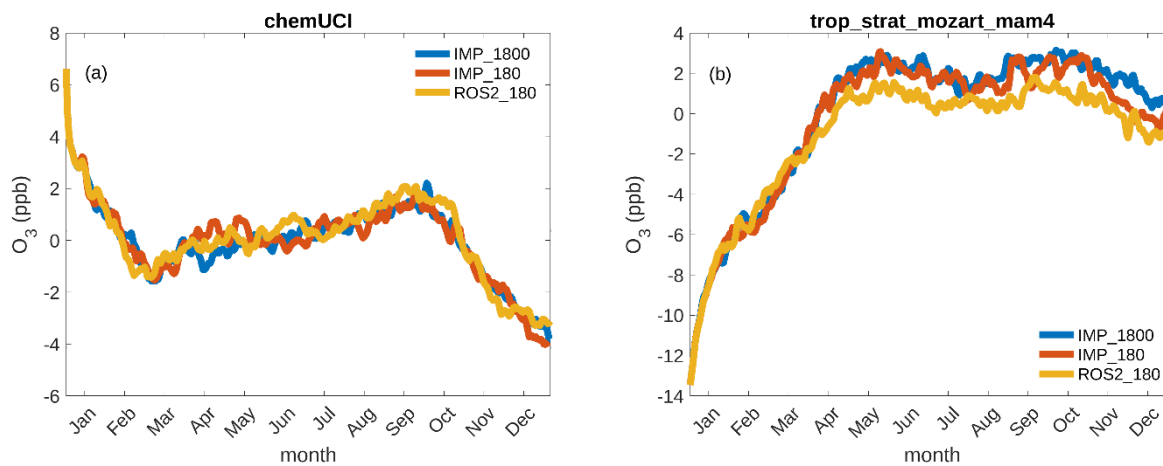 chemUCI
8
6
4
2
0
-2
-4
-6
O3 (ppb)
(a)
IMP_1800
IMP_180
ROS2_180
Jan Feb Mar Apr May Jun Jul Aug Sep Oct Nov Dec
month
trop_strat_mozart_mam4
4
2
0
-2
-4
-6
-8
-10
-12
-14
O3 (ppb)
(b)
IMP_1800
IMP_180
ROS2_180
Jan Feb Mar Apr May Jun Jul Aug Sep Oct Nov Dec
month